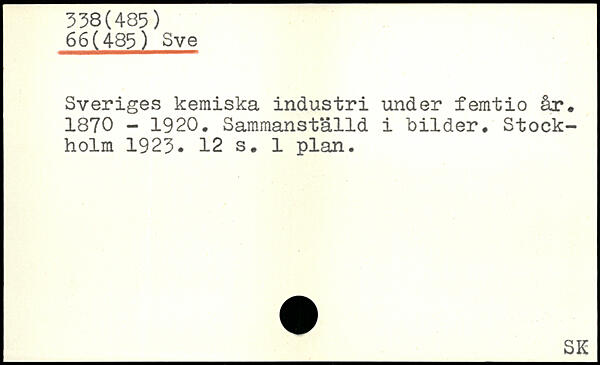 338(485)
66(485) Sve
Sveriges kemiska industri under femtio år.
1870 - 1920. Sammanställd i bilder. Stock-
holm 1923. 12 s. 1 plan.
SK